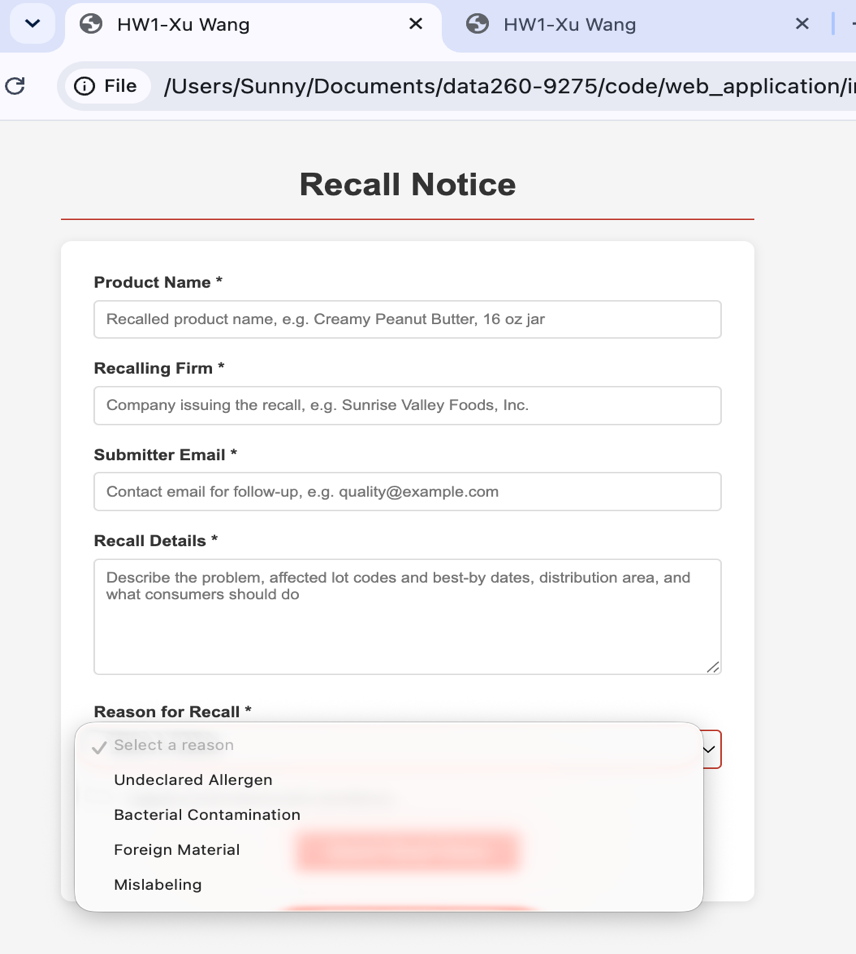 HW1-Xu Wang
HW1-Xu Wang
File /Users/Sunny/Documents/data260-9275/code/web_application/i
Recall Notice
Product Name *
Recalled product name, e.g. Creamy Peanut Butter, 16 oz jar
Recalling Firm *
Company issuing the recall, e.g. Sunrise Valley Foods, Inc.
Submitter Email *
Contact email for follow-up, e.g. quality@example.com
Recall Details *
Describe the problem, affected lot codes and best-by dates, distribution area, and
what consumers should do
Reason for Recall *
Select a reason
Undeclared Allergen
Bacterial Contamination
Foreign Material
Mislabeling